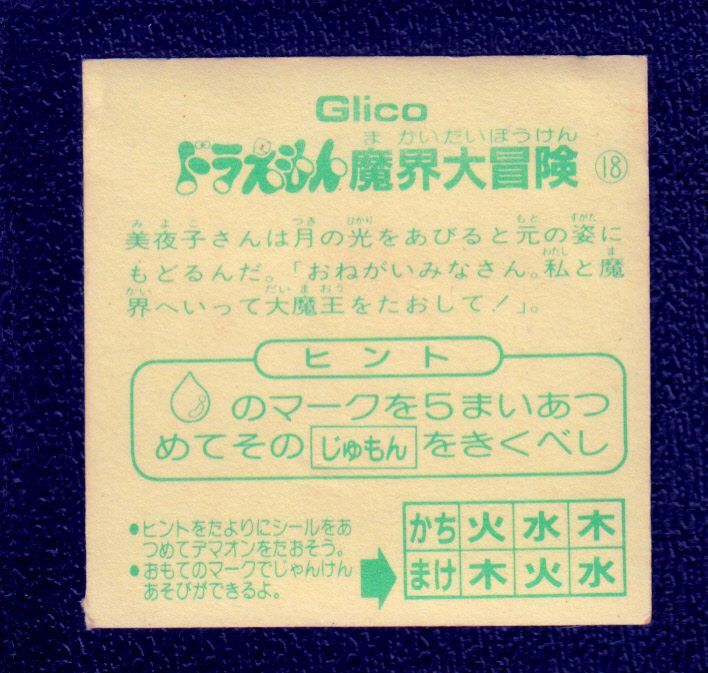 Glico
まかいだいぼうけん
ドラえもん 魔界大冒険 ⑱
みよこ つき ひかり もと すがた
美夜子さんは月の光をあびると元の姿に
わたし ま
もどるんだ。「おねがいみなさん。私と魔
かい だいまおう
界へいって大魔王をたおして!」。
ヒント
のマークを5まいあつ
めてその じゅもん をきくべし
●ヒントをたよりにシールをあ
つめてデマオンをたおそう。
●おもてのマークでじゃんけん
あそびができるよ。
かち 火 水 木
まけ 木 火 水